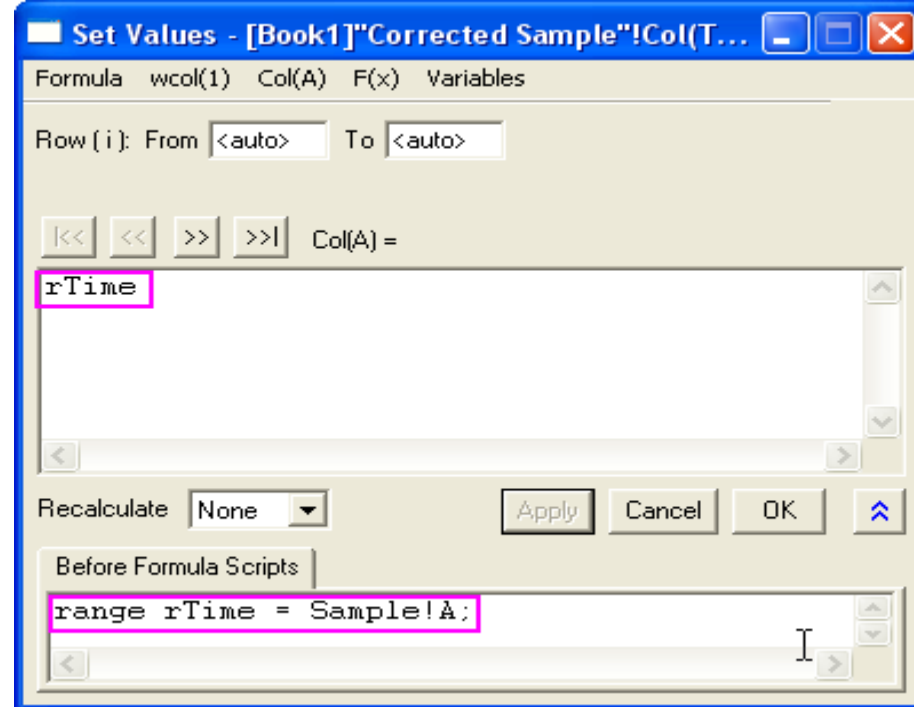 Set Values - [Book1]"Corrected Sample"!Col(T...
Formula wcol(1) Col(A) F(x) Variables
Row (i): From <auto> To <auto>
|<< << >> >>| Col(A) =
rTime
Recalculate None Apply Cancel OK
Before Formula Scripts
range rTime = Sample!A;